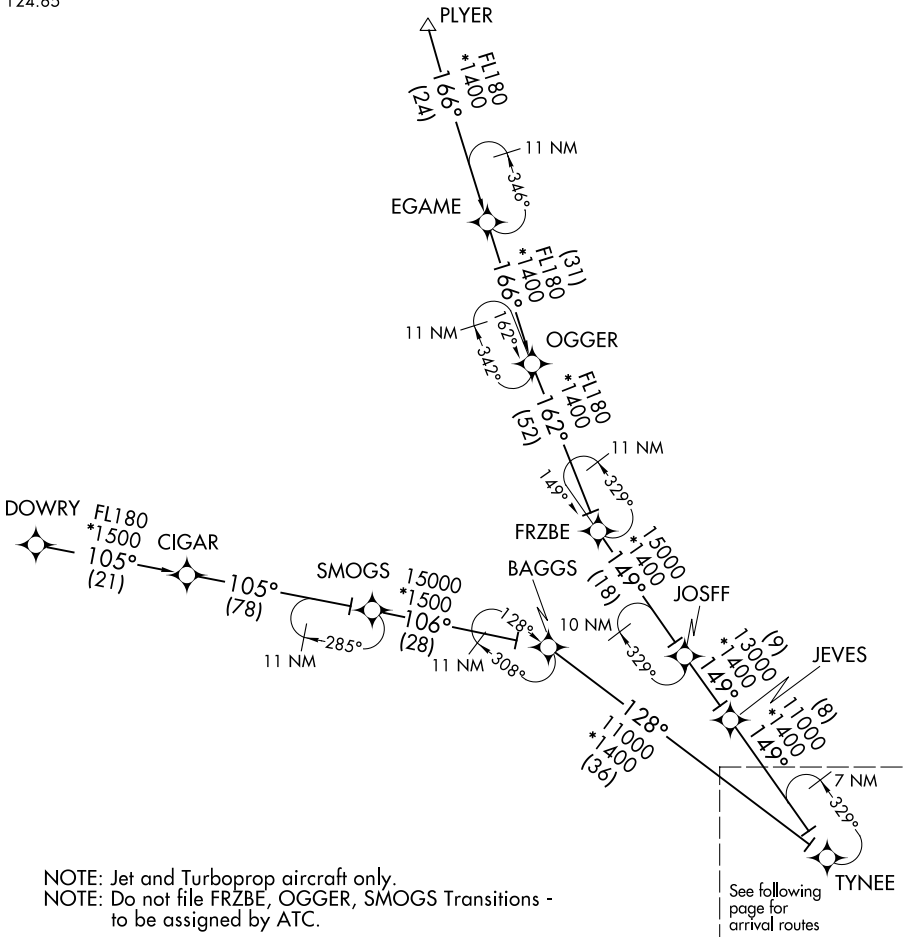 124.85
PLYER
FL180
*1400
166°
(24)
11 NM
346°
EGAME
(31)
FL180
*1400
166°
11 NM
162°
342°
OGGER
FL180
*1400
162°
(52)
11 NM
329°
149°
FRZBE
DOWRY
FL180
*1500
105°
(21)
CIGAR
105°
(78)
SMOGS
15000
*1500
106°
(28)
11 NM
285°
BAGGS
128°
308°
11 NM
15000
*1400
149°
(18)
JOSFF
10 NM
329°
(9)
13000
*1400
149°
JEVES
(8)
11000
*1400
149°
128°
11000
*1400
(36)
7 NM
329°
TYNEE
See following
page for
arrival routes
NOTE: Jet and Turboprop aircraft only.
NOTE: Do not file FRZBE, OGGER, SMOGS Transitions -
to be assigned by ATC.